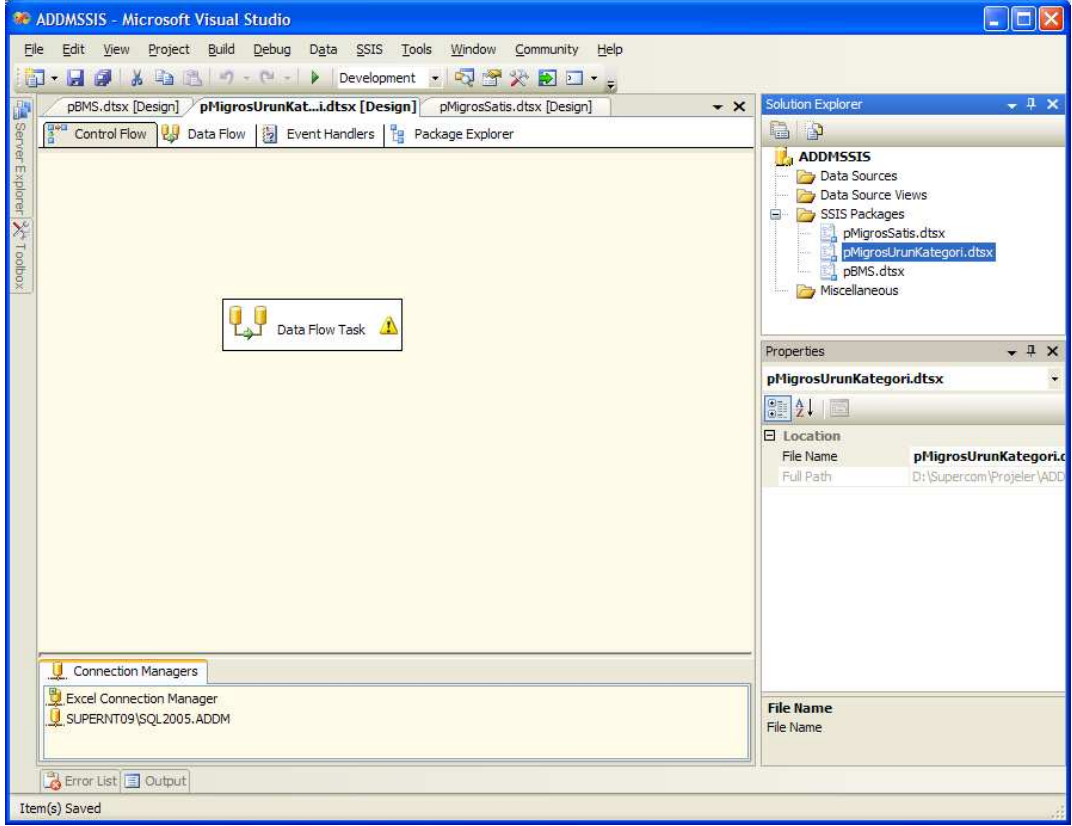 ADDMSSIS - Microsoft Visual Studio
File Edit View Project Build Debug Data SSIS Tools Window Community Help
Development
pBMS.dtsx [Design] pMigrosUrunKat...i.dtsx [Design] pMigrosSatis.dtsx [Design]
Control Flow Data Flow Event Handlers Package Explorer
Server Explorer
Toolbox
Data Flow Task
Connection Managers
Excel Connection Manager
SUPERNT09\SQL2005.ADDM
Error List Output
Item(s) Saved
Solution Explorer
ADDMSSIS
Data Sources
Data Source Views
SSIS Packages
pMigrosSatis.dtsx
pMigrosUrunKategori.dtsx
pBMS.dtsx
Miscellaneous
Properties
pMigrosUrunKategori.dtsx
Location
File Name pMigrosUrunKategori.d
Full Path D:\Supercom\Projeler\ADD
File Name
File Name